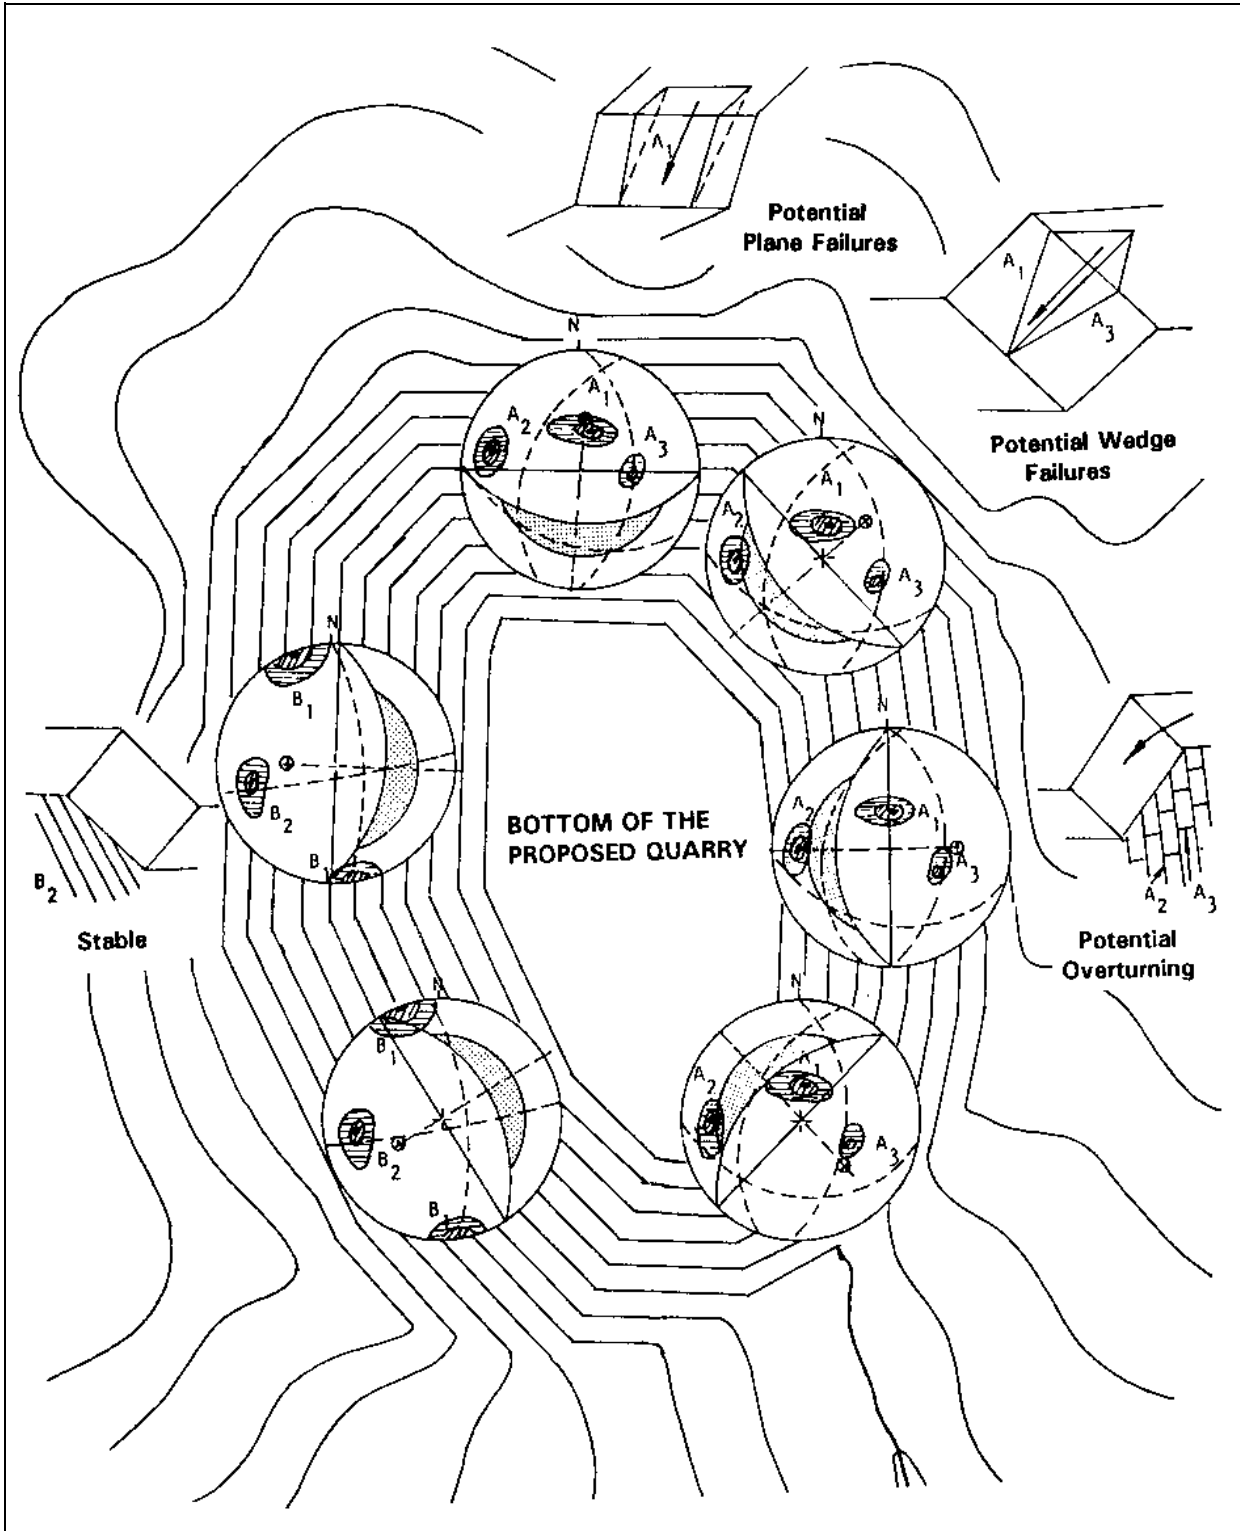 A1
Potential
Plane Failures
A1
A3
Potential Wedge
Failures
N
A1
A2
A3
N
A1
A2
A3
N
B1
B2
B1
B2
Stable
BOTTOM OF THE
PROPOSED QUARRY
N
A2
A
A3
A2
A3
Potential
Overturning
N
B1
B2
B1
N
A1
A2
A3